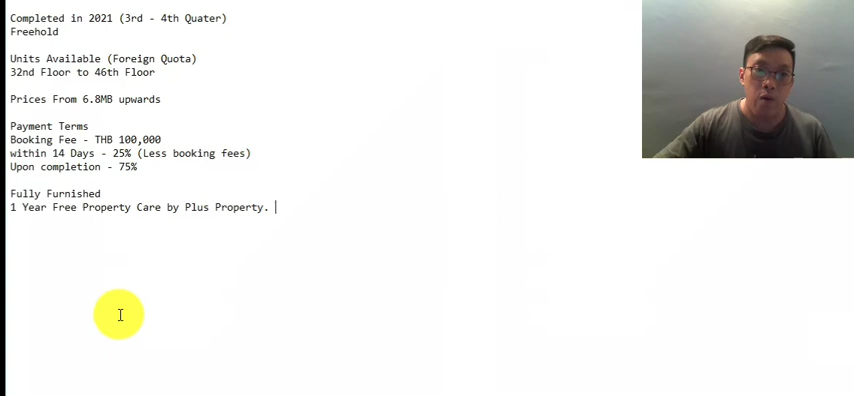 Completed in 2021 (3rd - 4th Quater)
Freehold
Units Available (Foreign Quota)
32nd Floor to 46th Floor
Prices From 6.8MB upwards
Payment Terms
Booking Fee - THB 100,000
within 14 Days - 25% (Less booking fees)
Upon completion - 75%
Fully Furnished
1 Year Free Property Care by Plus Property.